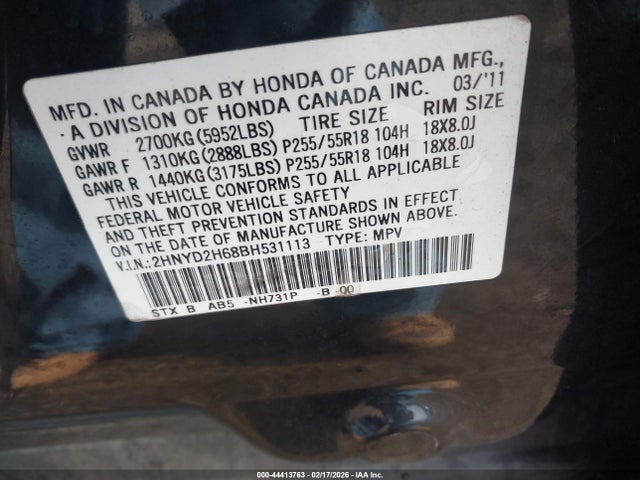 MFD. IN CANADA BY HONDA OF CANADA MFG.,
A DIVISION OF HONDA CANADA INC. 03/'11
GVWR 2700KG(5952LBS) TIRE SIZE RIM SIZE
GAWR F 1310KG(2888LBS) P255/55R18 104H 18X8.0J
GAWR R 1440KG(3175LBS) P255/55R18 104H 18X8.0J
THIS VEHICLE CONFORMS TO ALL APPLICABLE
FEDERAL MOTOR VEHICLE SAFETY
AND THEFT PREVENTION STANDARDS IN EFFECT
ON THE DATE OF MANUFACTURE SHOWN ABOVE.
V.I.N.:2HNYD2H68BH531113 TYPE: MPV
STX B AB5 -NH731P -B -00
000-44413763 - 02/17/2026 - IAA Inc.